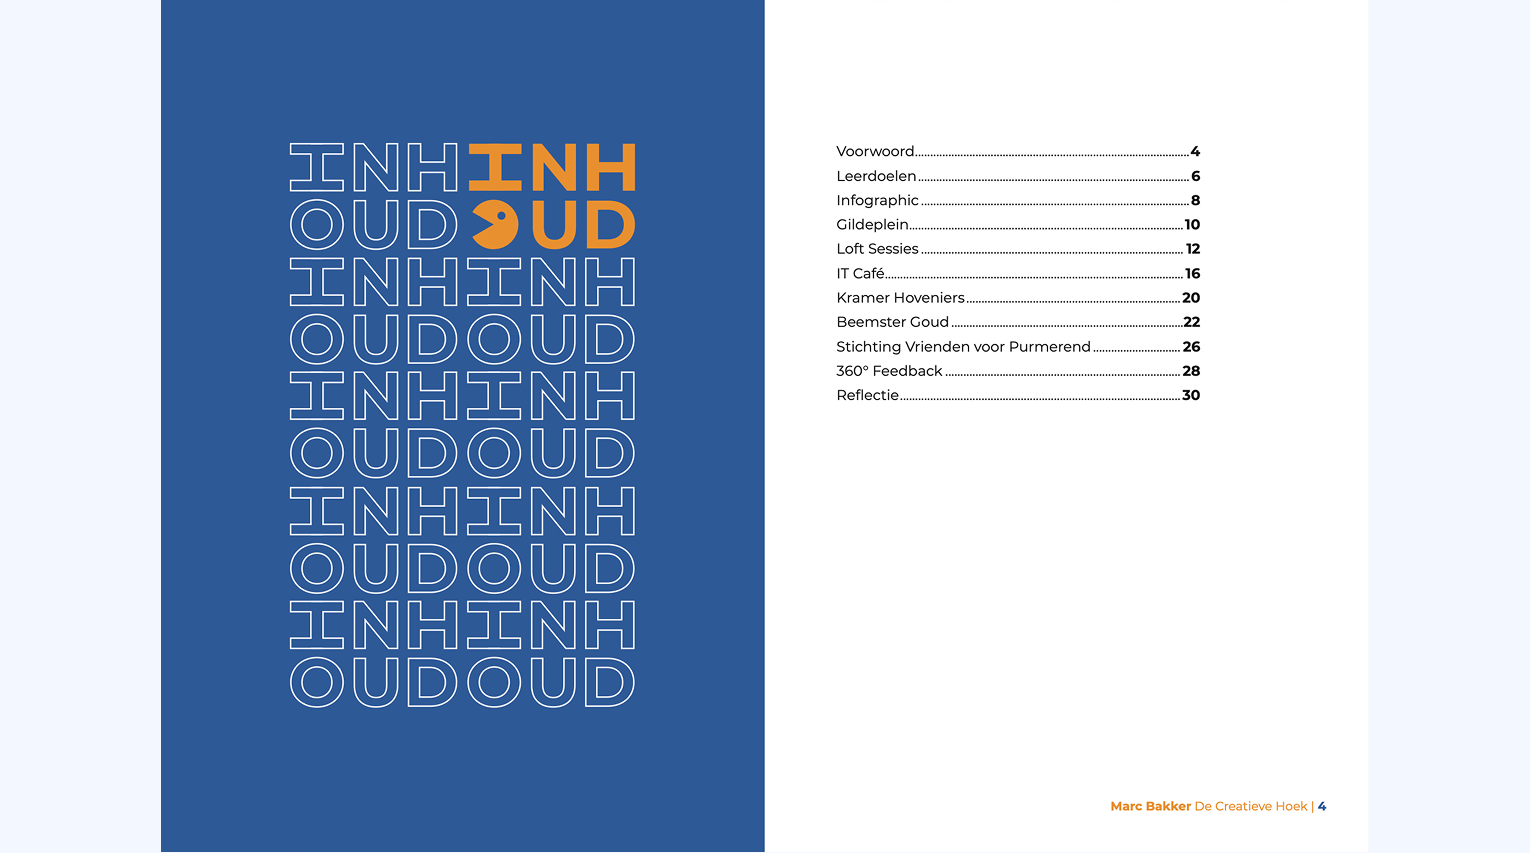 INHINH
OUDOUD
INHINH
OUDOUD
INHINH
OUDOUD
INHINH
OUDOUD
INHINH
OUDOUD
Voorwoord 4
Leerdoelen 6
Infographic 8
Gildeplein 10
Loft Sessies 12
IT Café 16
Kramer Hoveniers 20
Beemster Goud 22
Stichting Vrienden voor Purmerend 26
360° Feedback 28
Reflectie 30
Marc Bakker De Creatieve Hoek | 4